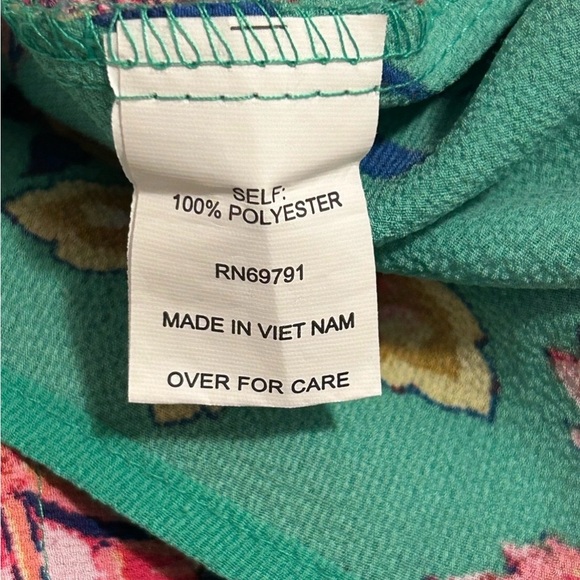 SELF:
100% POLYESTER
RN69791
MADE IN VIET NAM
OVER FOR CARE